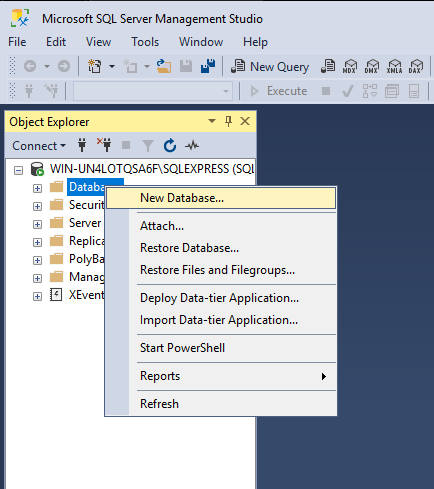 Microsoft SQL Server Management Studio
File Edit View Tools Window Help
New Query MDX DMX XMLA DAX
Execute
Object Explorer
Connect
WIN-UN4LOTQSA6F\SQLEXPRESS (SQL
Databa
New Database...
Securit
Attach...
Server
Restore Database...
Replica
PolyBa
Restore Files and Filegroups...
Manag
XEvent
Deploy Data-tier Application...
Import Data-tier Application...
Start PowerShell
Reports
Refresh